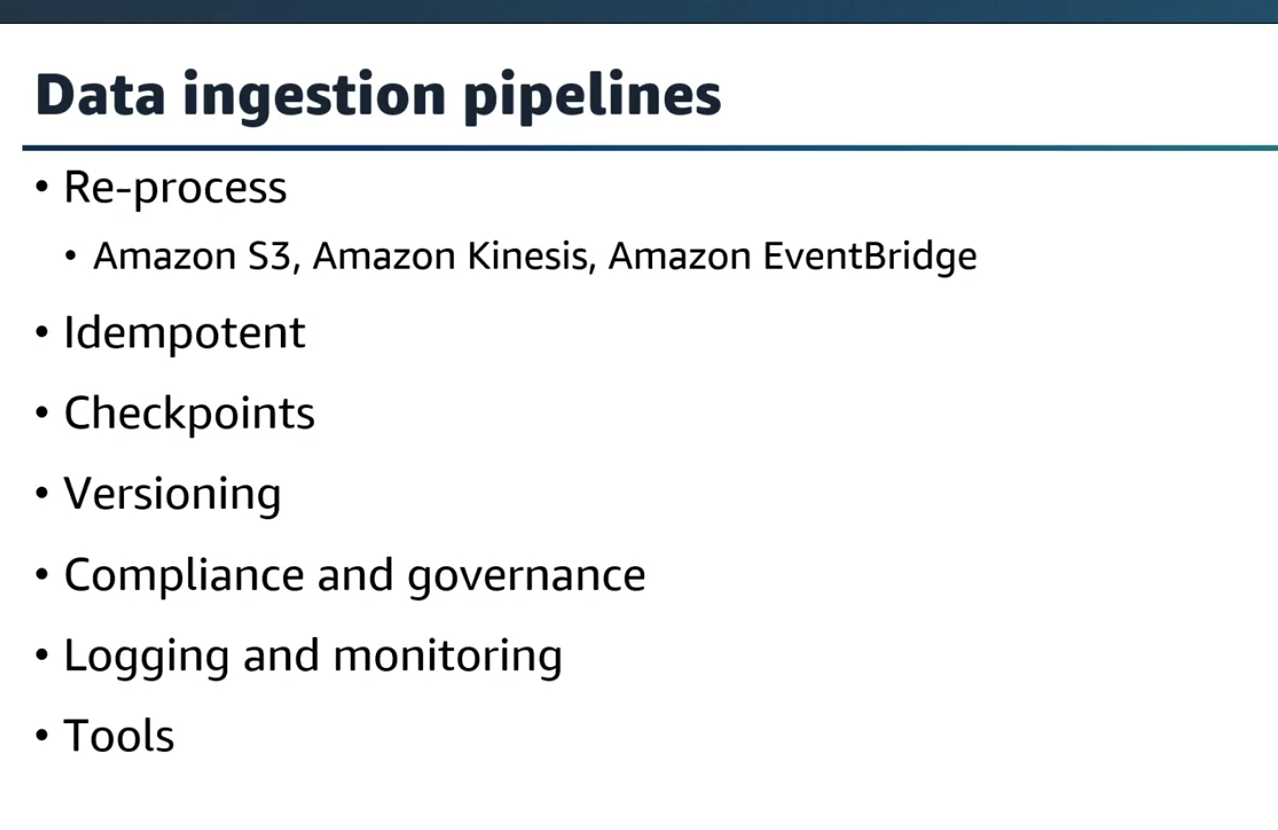 Data ingestion pipelines
• Re-process
• Amazon S3, Amazon Kinesis, Amazon EventBridge
• Idempotent
• Checkpoints
• Versioning
• Compliance and governance
• Logging and monitoring
• Tools